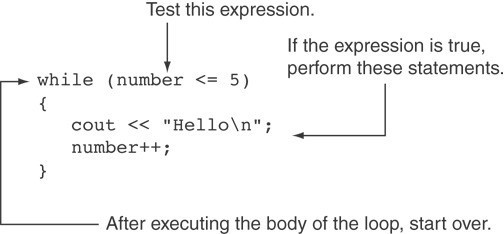 Test this expression.
If the expression is true,
perform these statements.
while (number <= 5)
{
cout << "Hello\n";
number++;
}
After executing the body of the loop, start over.